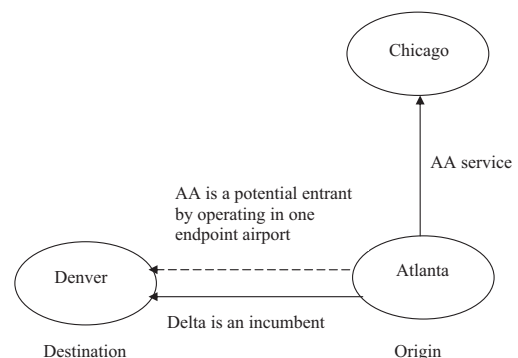 Chicago
AA service
AA is a potential entrant
by operating in one
endpoint airport
Denver
Atlanta
Delta is an incumbent
Destination
Origin